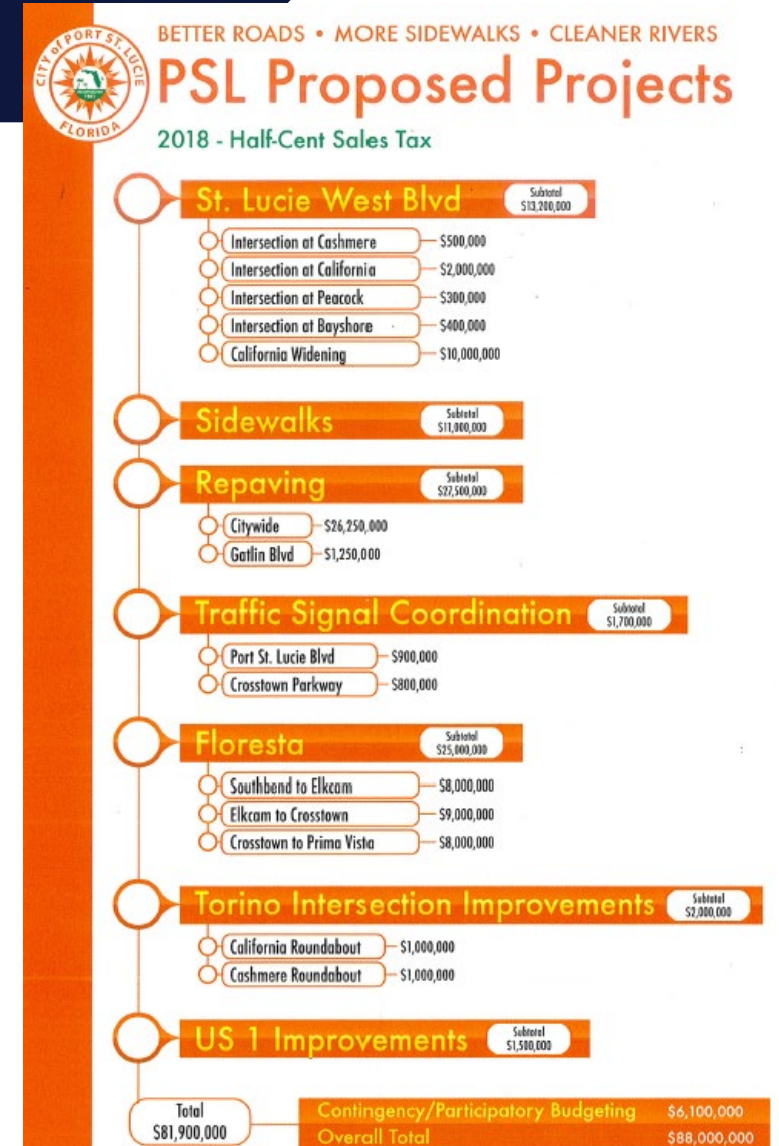 CITY of PORT ST. LUCIE
FLORIDA
BETTER ROADS • MORE SIDEWALKS • CLEANER RIVERS
PSL Proposed Projects
2018 - Half-Cent Sales Tax
St. Lucie West Blvd Subtotal $13,200,000
Intersection at Cashmere $500,000
Intersection at California $2,000,000
Intersection at Peacock $300,000
Intersection at Bayshore $400,000
California Widening $10,000,000
Sidewalks Subtotal $11,000,000
Repaving Subtotal $27,500,000
Citywide $26,250,000
Gatlin Blvd $1,250,000
Traffic Signal Coordination Subtotal $1,700,000
Port St. Lucie Blvd $900,000
Crosstown Parkway $800,000
Floresta Subtotal $25,000,000
Southbend to Elkcam $8,000,000
Elkcam to Crosstown $9,000,000
Crosstown to Prima Vista $8,000,000
Torino Intersection Improvements Subtotal $2,000,000
California Roundabout $1,000,000
Cashmere Roundabout $1,000,000
US 1 Improvements Subtotal $1,500,000
Total $81,900,000
Contingency/Participatory Budgeting $6,100,000
Overall Total $88,000,000